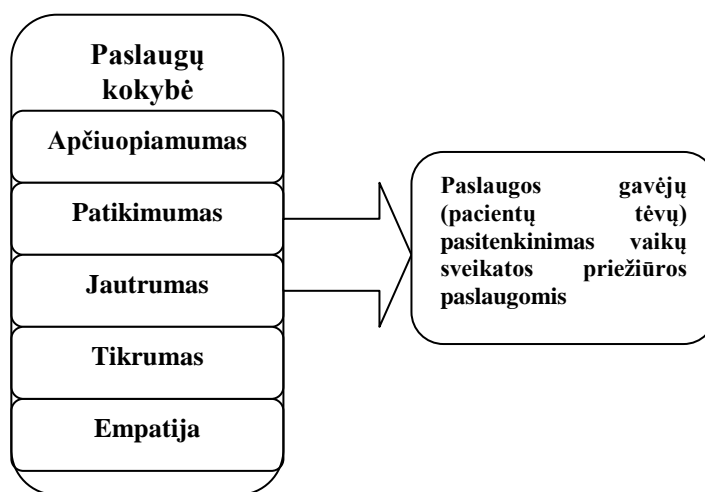 Paslaugų
kokybė
Apčiuopiamumas
Patikimumas
Jautrumas
Tikrumas
Empatija
Paslaugos gavėjų
(pacientų tėvų)
pasitenkinimas vaikų
sveikatos priežiūros
paslaugomis